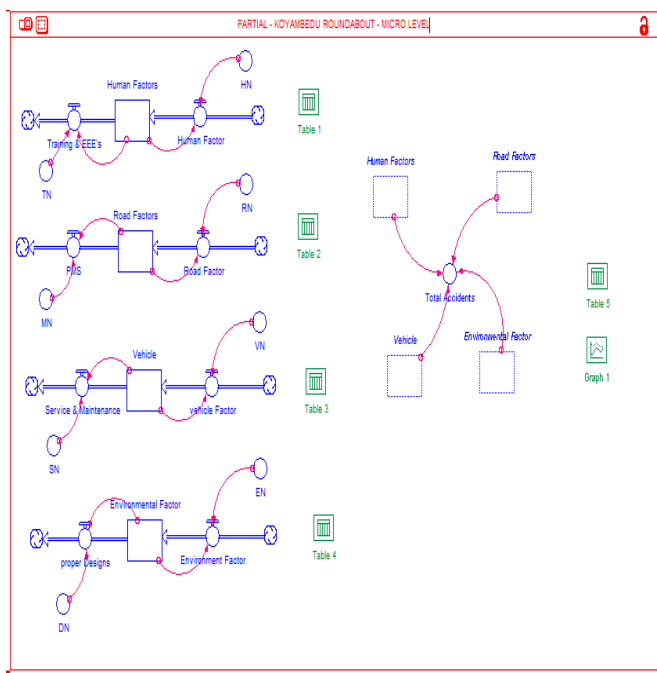 PARTIAL - KOYAMBEDU ROUNDABOUT - MICRO LEVEL
HN
Human Factors
Table 1
Training & EEE's
Human Factor
TN
RN
Road Factors
Table 2
PMS
Road Factor
MN
VN
Vehicle
Table 3
Service & Maintenance
vehicle Factor
SN
EN
Environmental Factor
Table 4
proper Designs
Environment Factor
DN
Human Factors
Road Factors
Total Accidents
Vehicle
Environmental Factor
Table 5
Graph 1